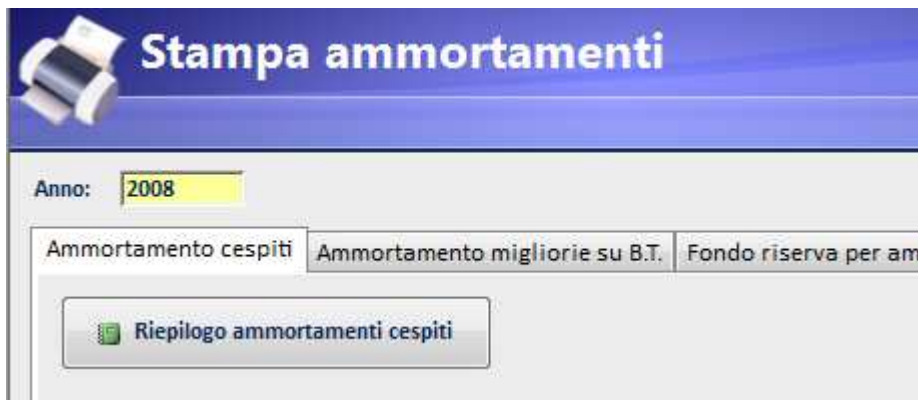 Stampa ammortamenti
Anno: 2008
Ammortamento cespiti Ammortamento migliorie su B.T. Fondo riserva per am
Riepilogo ammortamenti cespiti